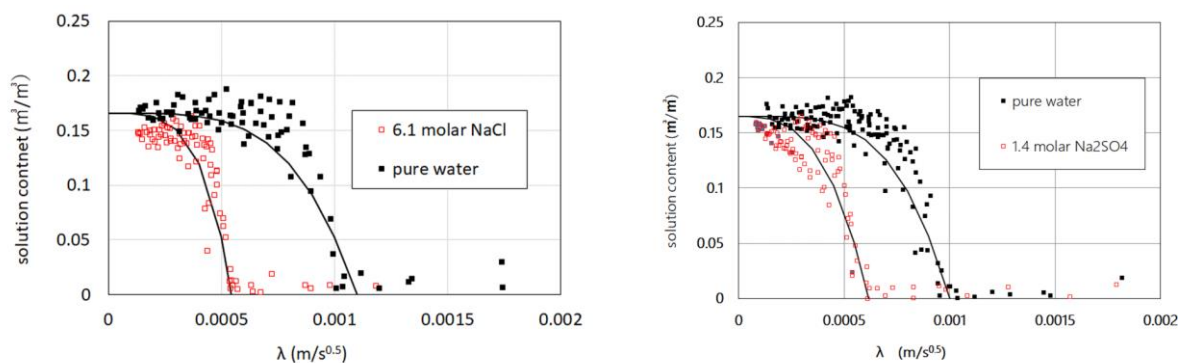 solution contnet (m³/m³)
0.25
0.2
0.15
0.1
0.05
0
0
0.0005
0.001
0.0015
0.002
λ (m/s⁰·⁵)
6.1 molar NaCl
pure water
solution content (m³/m³)
0.25
0.20
0.15
0.10
0.05
0.00
0
0.0005
0.001
0.0015
0.002
λ (m/s⁰·⁵)
pure water
1.4 molar Na2SO4